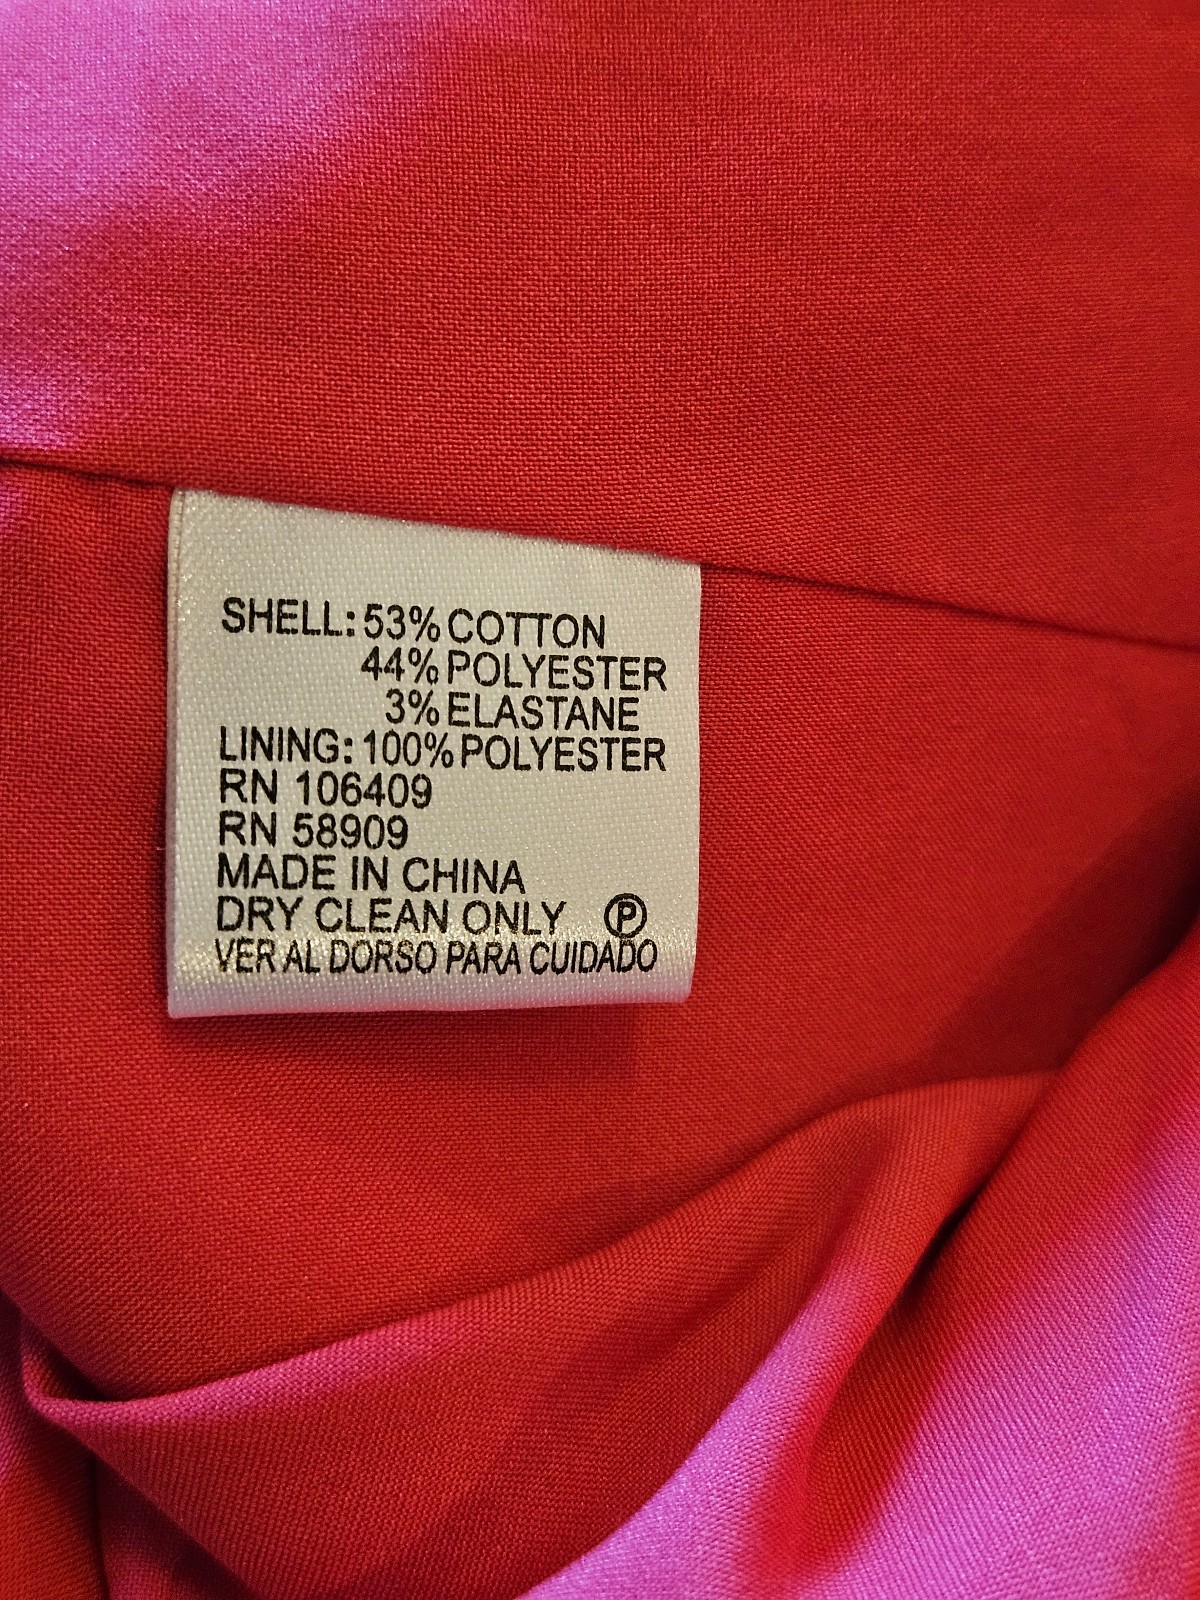 SHELL: 53% COTTON
44% POLYESTER
3% ELASTANE
LINING: 100% POLYESTER
RN 106409
RN 58909
MADE IN CHINA
DRY CLEAN ONLY Ⓟ
VER AL DORSO PARA CUIDADO